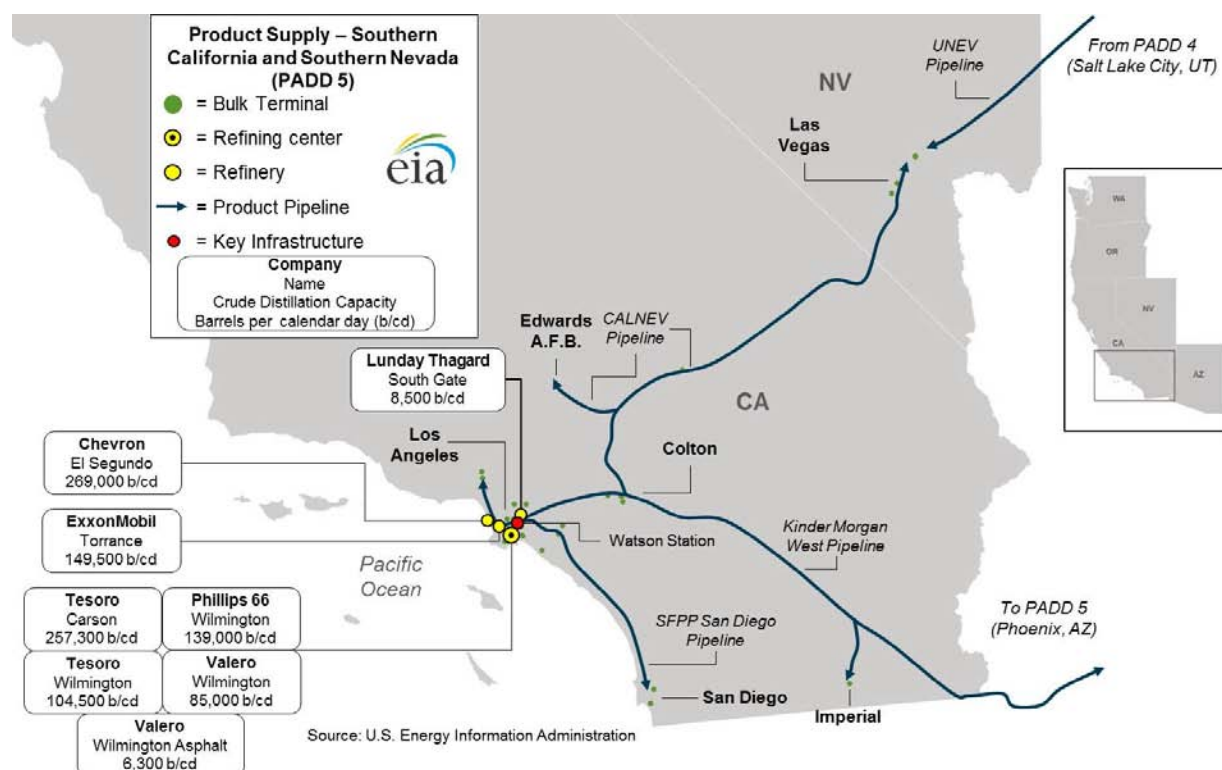 Product Supply – Southern
California and Southern Nevada
(PADD 5)
= Bulk Terminal
= Refining center
= Refinery
= Product Pipeline
= Key Infrastructure
eia
Company
Name
Crude Distillation Capacity
Barrels per calendar day (b/cd)
UNEV
Pipeline
From PADD 4
(Salt Lake City, UT)
NV
Las
Vegas
WA
OR
NV
CA
AZ
Edwards
A.F.B.
CALNEV
Pipeline
Lunday Thagard
South Gate
8,500 b/cd
CA
Los
Angeles
Colton
Chevron
El Segundo
269,000 b/cd
ExxonMobil
Torrance
149,500 b/cd
Watson Station
Kinder Morgan
West Pipeline
Pacific
Ocean
Tesoro
Carson
257,300 b/cd
Phillips 66
Wilmington
139,000 b/cd
Tesoro
Wilmington
104,500 b/cd
Valero
Wilmington
85,000 b/cd
Valero
Wilmington Asphalt
6,300 b/cd
SFPP San Diego
Pipeline
San Diego
Imperial
To PADD 5
(Phoenix, AZ)
Source: U.S. Energy Information Administration